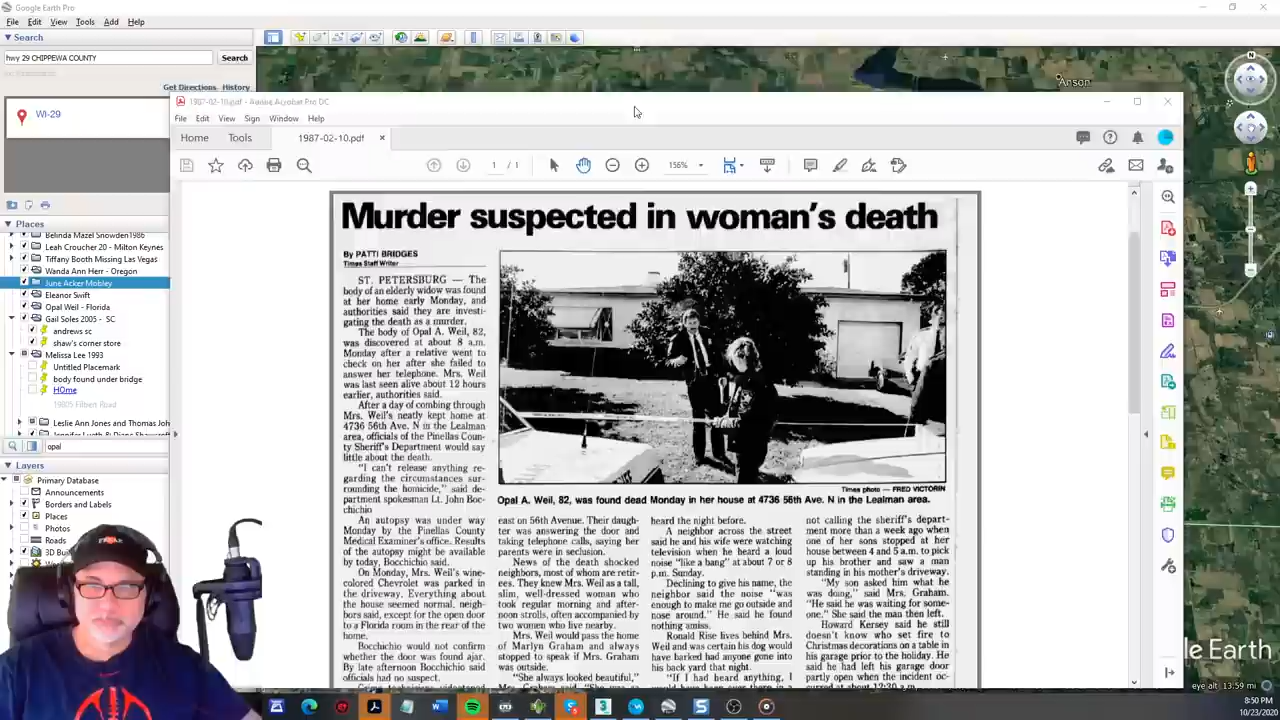 Google Earth Pro
File Edit View Tools Add Help
Search
hwy 29 CHIPPEWA COUNTY
Search
Get Directions History
WI-29
Places
Belinda Mazel Snowden1986
Leah Croucher 20 - Milton Keynes
Tiffany Booth Missing Las Vegas
Wanda Ann Herr - Oregon
June Acker Mobley
Eleanor Swift
Opal Weil - Florida
Gail Soles 2005 - SC
andrews sc
shaw's corner store
Melissa Lee 1993
Untitled Placemark
body found under bridge
HOme
19805 Filbert Road
Leslie Ann Jones and Thomas Joh
opal
Layers
Primary Database
Announcements
Borders and Labels
Places
Photos
Roads
3D Bui
Anson
1987-02-10.pdf - Adobe Acrobat Pro DC
File Edit View Sign Window Help
Home Tools 1987-02-10.pdf
1 / 1 156%
Murder suspected in woman's death
By PATTI BRIDGES
Times Staff Writer
ST. PETERSBURG — The
body of an elderly widow was found
at her home early Monday, and
authorities said they are investi-
gating the death as a murder.
The body of Opal A. Weil, 82,
was discovered at about 8 a.m.
Monday after a relative went to
check on her after she failed to
answer her telephone. Mrs. Weil
was last seen alive about 12 hours
earlier, authorities said.
After a day of combing through
Mrs. Weil's neatly kept home at
4736 56th Ave. N in the Lealman
area, officials of the Pinellas Coun-
ty Sheriff's Department would say
little about the death.
"I can't release anything re-
garding the circumstances sur-
rounding the homicide," said de-
partment spokesman Lt. John Boc-
chichio
An autopsy was under way
Monday by the Pinellas County
Medical Examiner's office. Results
of the autopsy might be available
by today, Bocchichio said.
On Monday, Mrs. Weil's wine-
colored Chevrolet was parked in
the driveway. Everything about
the house seemed normal, neigh-
bors said, except for the open door
to a Florida room in the rear of the
home.
Bocchichio would not confirm
whether the door was found ajar.
By late afternoon Bocchichio said
officials had no suspect.
Times photo — FRED VICTORIN
Opal A. Weil, 82, was found dead Monday in her house at 4736 56th Ave. N in the Lealman area.
east on 56th Avenue. Their daugh-
ter was answering the door and
taking telephone calls, saying her
parents were in seclusion.
News of the death shocked
neighbors, most of whom are retir-
ees. They knew Mrs. Weil as a tall,
slim, well-dressed woman who
took regular morning and after-
noon strolls, often accompanied by
two women who live nearby.
Mrs. Weil would pass the home
of Marlyn Graham and always
stopped to speak if Mrs. Graham
was outside.
"She always looked beautiful,"
heard the night before.
A neighbor across the street
said he and his wife were watching
television when he heard a loud
noise "like a bang" at about 7 or 8
p.m. Sunday.
Declining to give his name, the
neighbor said the noise "was
enough to make me go outside and
nose around." He said he found
nothing amiss.
Ronald Rise lives behind Mrs.
Weil and was certain his dog would
have barked had anyone gone into
his back yard that night.
"If I had heard anything, I
not calling the sheriff's depart-
ment more than a week ago when
one of her sons stopped at her
house between 4 and 5 a.m. to pick
up his brother and saw a man
standing in his mother's driveway.
"My son asked him what he
was doing," said Mrs. Graham.
"He said he was waiting for some-
one." She said the man then left.
Howard Kersey said he still
doesn't know who set fire to
Christmas decorations on a table in
his garage prior to the holiday. He
said he had left his garage door
partly open when the incident oc-
curred at about 12:30 a.m.
le Earth
eye alt 13.59 mi
8:50 PM
10/23/2020